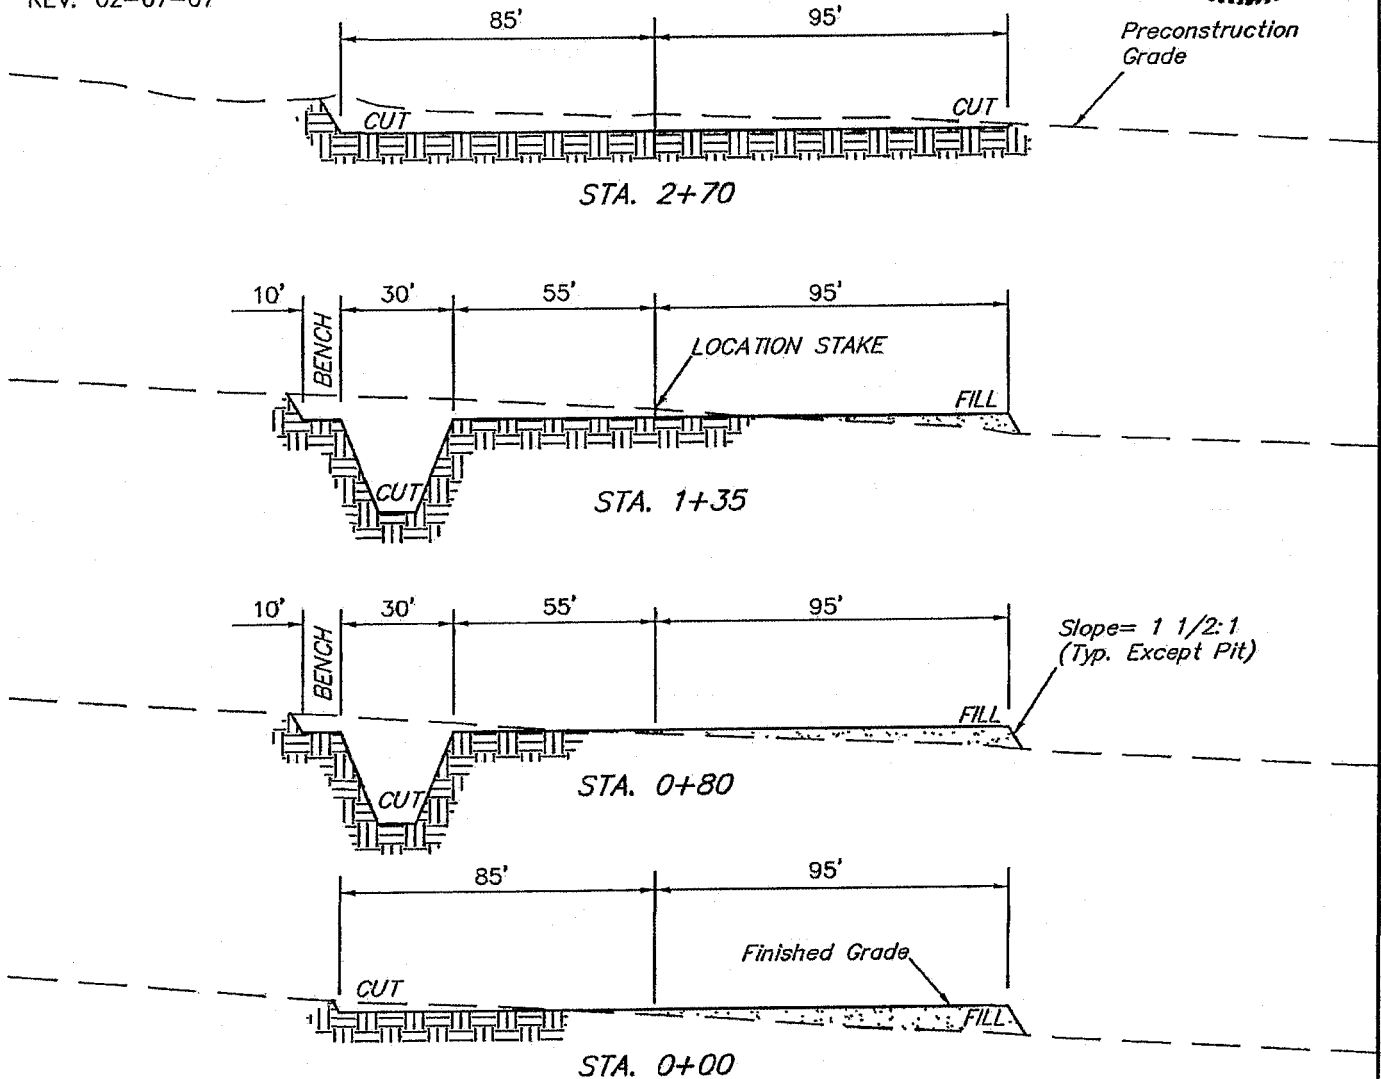 85'
95'
Preconstruction
Grade
CUT
CUT
STA. 2+70
10'
30'
55'
95'
BENCH
LOCATION STAKE
FILL
CUT
STA. 1+35
10'
30'
55'
95'
BENCH
Slope= 1 1/2:1
(Typ. Except Pit)
FILL
CUT
STA. 0+80
85'
95'
Finished Grade
CUT
FILL
STA. 0+00